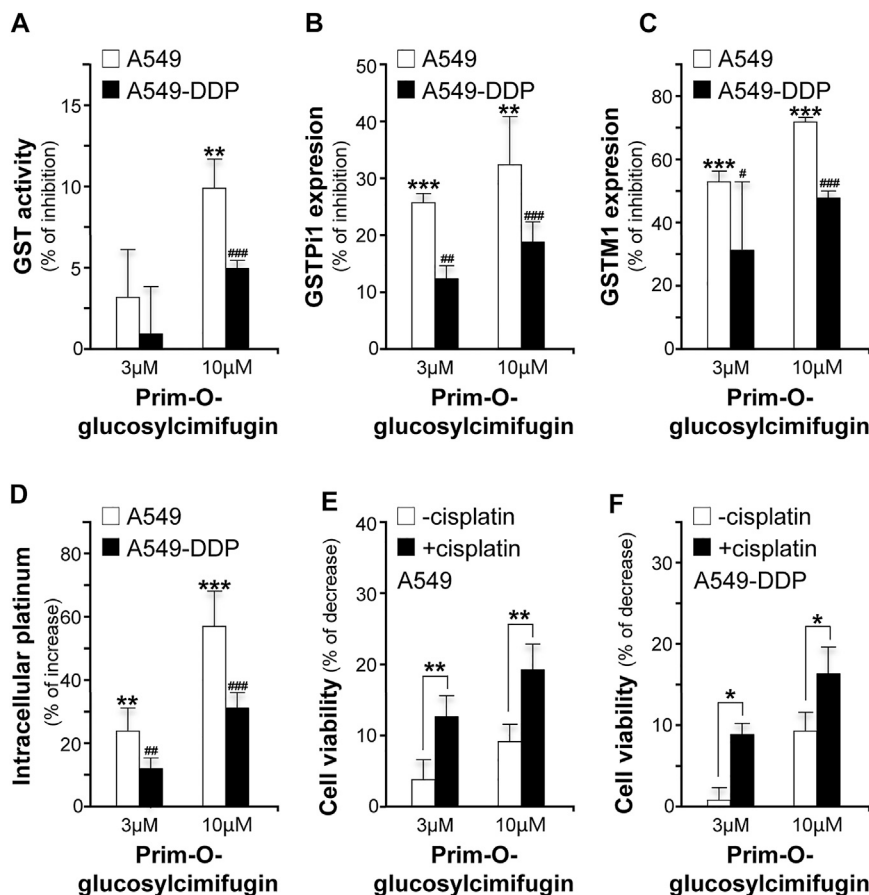 A
A549
A549-DDP
GST activity
(% of inhibition)
15
10
5
0
**
###
3µM
10µM
Prim-O-
glucosylcimifugin
B
A549
A549-DDP
GSTPi1 expresion
(% of inhibition)
50
40
30
20
10
0
***
##
**
###
3µM
10µM
Prim-O-
glucosylcimifugin
C
A549
A549-DDP
GSTM1 expresion
(% of inhibition)
80
60
40
20
0
***
#
***
###
3µM
10µM
Prim-O-
glucosylcimifugin
D
A549
A549-DDP
Intracellular platinum
(% of increase)
80
60
40
20
0
**
##
***
###
3µM
10µM
Prim-O-
glucosylcimifugin
E
-cisplatin
+cisplatin
A549
Cell viability (% of decrease)
40
30
20
10
0
**
**
3µM
10µM
Prim-O-
glucosylcimifugin
F
-cisplatin
+cisplatin
A549-DDP
Cell viability (% of decrease)
30
20
10
0
*
*
3µM
10µM
Prim-O-
glucosylcimifugin